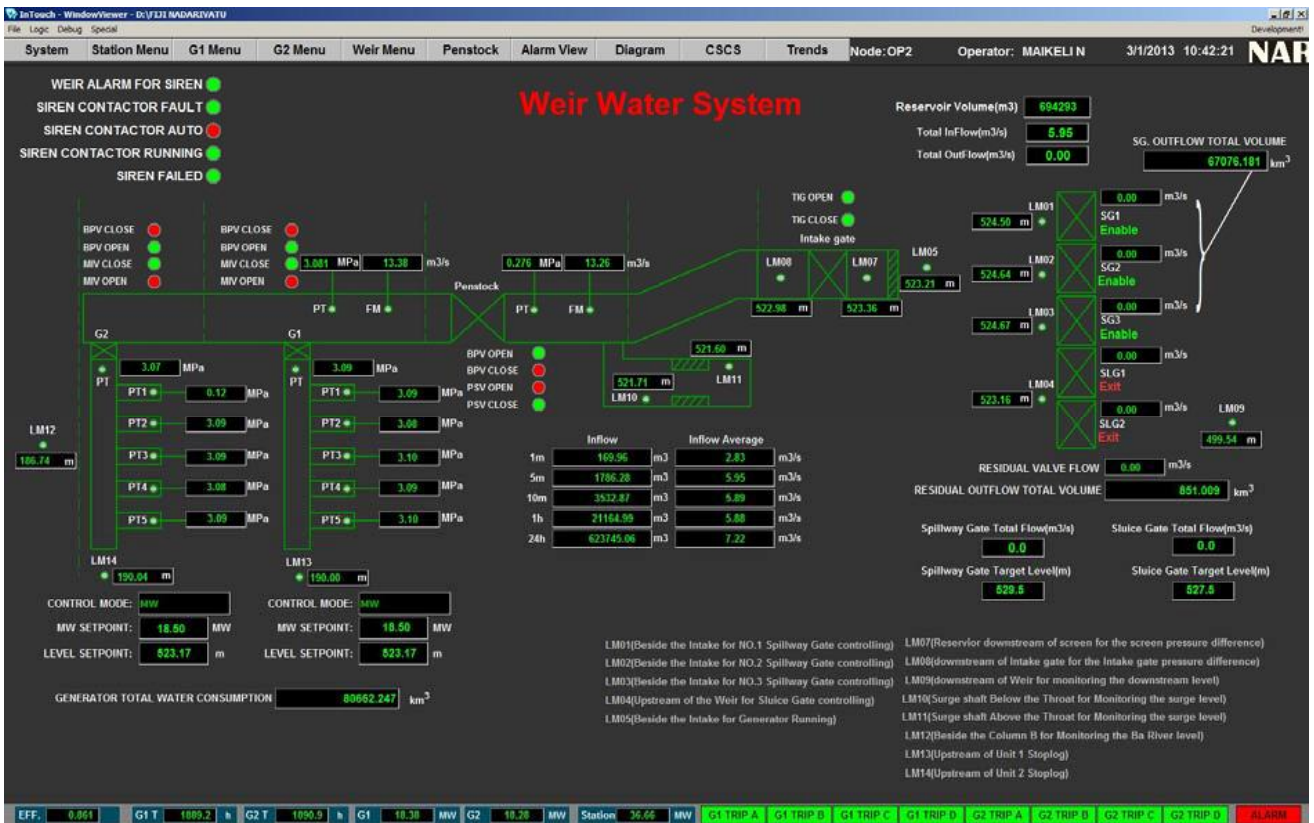 InTouch - WindowViewer - D:\FIJI NADARIVATU
File Logic Debug Special
Development!
System Station Menu G1 Menu G2 Menu Weir Menu Penstock Alarm View Diagram CSCS Trends Node:OP2 Operator: MAIKELI N 3/1/2013 10:42:21 NAR
WEIR ALARM FOR SIREN
SIREN CONTACTOR FAULT
SIREN CONTACTOR AUTO
SIREN CONTACTOR RUNNING
SIREN FAILED
Weir Water System
Reservoir Volume(m3) 694293
Total InFlow(m3/s) 5.95
Total OutFlow(m3/s) 0.00
SG. OUTFLOW TOTAL VOLUME
67076.181 km3
TIG OPEN
TIG CLOSE
Intake gate
BPV CLOSE BPV CLOSE
BPV OPEN BPV OPEN
MIV CLOSE MIV CLOSE
MIV OPEN MIV OPEN
3.081 MPa 13.38 m3/s
0.276 MPa 13.26 m3/s
PT FM
Penstock
PT FM
LM08 LM07 LM05
522.98 m 523.36 m 523.21 m
LM01
524.50 m
0.00 m3/s
SG1
Enable
LM02
524.64 m
0.00 m3/s
SG2
Enable
LM03
524.67 m
0.00 m3/s
SG3
Enable
0.00 m3/s
SLG1
Exit
LM04
523.16 m
0.00 m3/s
SLG2
Exit
LM09
499.54 m
G2 G1
PT 3.07 MPa PT 3.09 MPa
PT1 0.12 MPa PT1 3.09 MPa
PT2 3.09 MPa PT2 3.08 MPa
PT3 3.09 MPa PT3 3.10 MPa
PT4 3.08 MPa PT4 3.09 MPa
PT5 3.09 MPa PT5 3.10 MPa
LM12
186.74 m
LM14 LM13
190.04 m 190.00 m
BPV OPEN
BPV CLOSE
PSV OPEN
PSV CLOSE
521.60 m
LM11
521.71 m
LM10
Inflow Inflow Average
1m 169.96 m3 2.83 m3/s
5m 1786.28 m3 5.95 m3/s
10m 3532.87 m3 5.89 m3/s
1h 21164.99 m3 5.88 m3/s
24h 623745.06 m3 7.22 m3/s
RESIDUAL VALVE FLOW 0.00 m3/s
RESIDUAL OUTFLOW TOTAL VOLUME 851.009 km3
Spillway Gate Total Flow(m3/s) Sluice Gate Total Flow(m3/s)
0.0 0.0
Spillway Gate Target Level(m) Sluice Gate Target Level(m)
529.5 527.5
CONTROL MODE: MW CONTROL MODE: MW
MW SETPOINT: 18.50 MW MW SETPOINT: 18.50 MW
LEVEL SETPOINT: 523.17 m LEVEL SETPOINT: 523.17 m
GENERATOR TOTAL WATER CONSUMPTION 80662.247 km3
LM01(Beside the Intake for NO.1 Spillway Gate controlling)
LM02(Beside the Intake for NO.2 Spillway Gate controlling)
LM03(Beside the Intake for NO.3 Spillway Gate controlling)
LM04(Upstream of the Weir for Sluice Gate controlling)
LM05(Beside the Intake for Generator Running)
LM07(Reservior downstream of screen for the screen pressure difference)
LM08(downstream of Intake gate for the Intake gate pressure difference)
LM09(downstream of Weir for monitoring the downstream level)
LM10(Surge shaft Below the Throat for Monitoring the surge level)
LM11(Surge shaft Above the Throat for Monitoring the surge level)
LM12(Beside the Column B for Monitoring the Ba River level)
LM13(Upstream of Unit 1 Stoplog)
LM14(Upstream of Unit 2 Stoplog)
EFF. 0.861 G1 T 1889.2 h G2 T 1890.9 h G1 18.38 MW G2 18.28 MW Station 36.66 MW G1 TRIP A G1 TRIP B G1 TRIP C G1 TRIP D G2 TRIP A G2 TRIP B G2 TRIP C G2 TRIP D ALARM